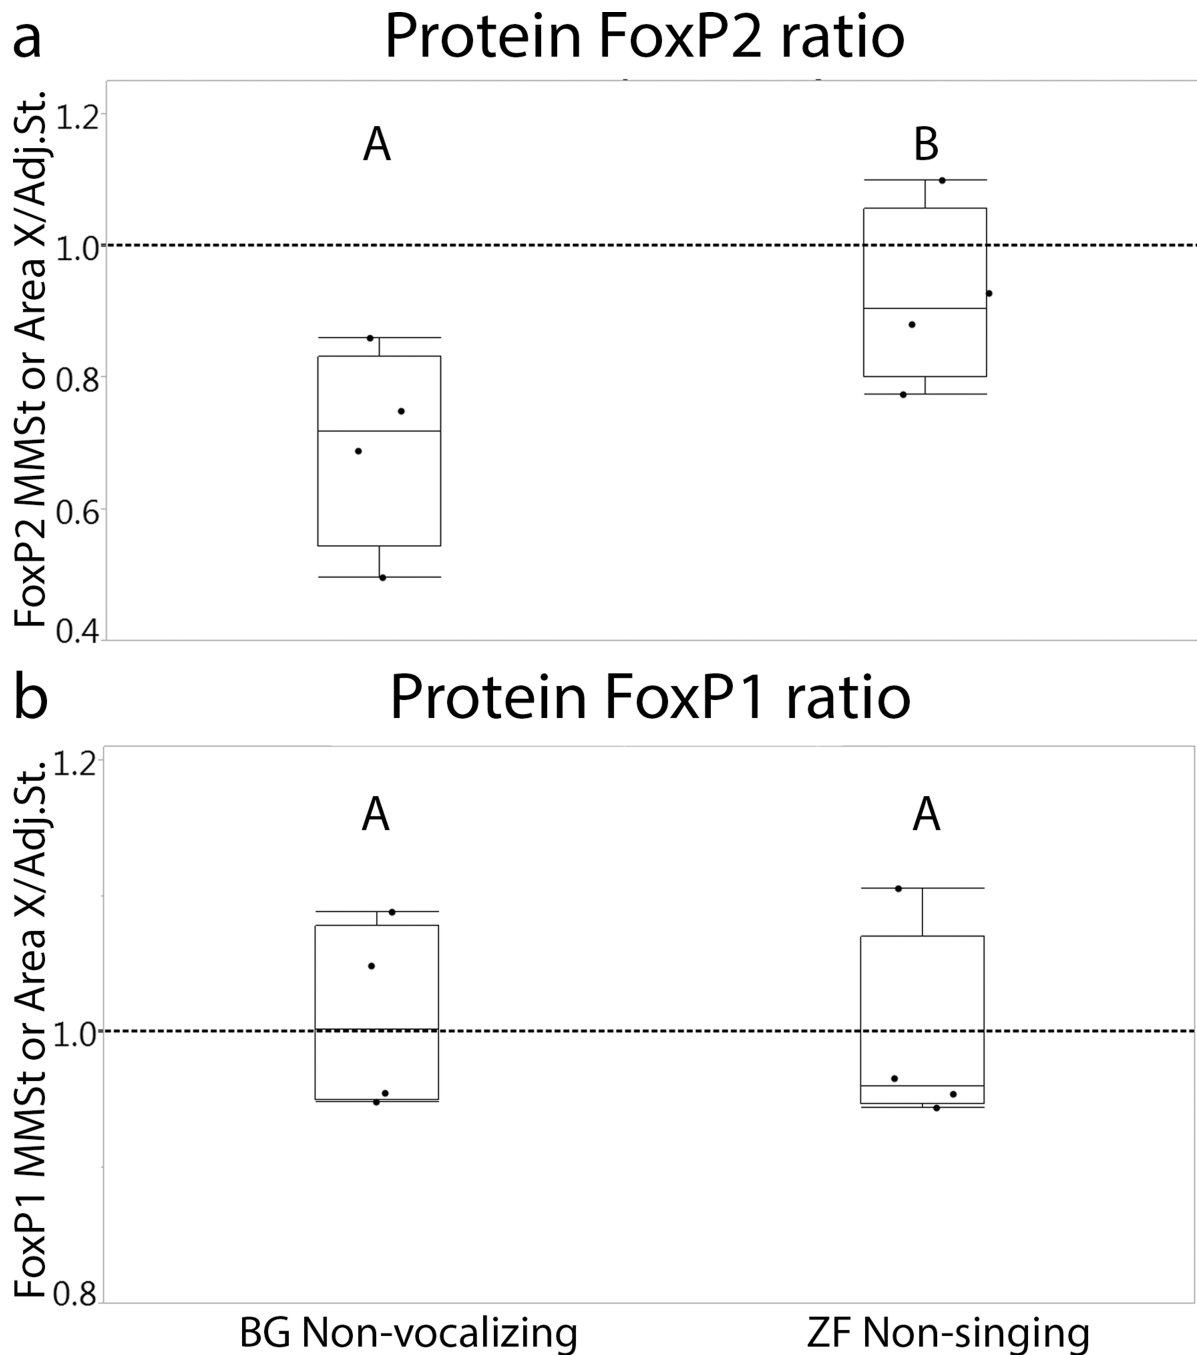 a
Protein FoxP2 ratio
FoxP2 MMSt or Area X/Adj.St.
1.2
1.0
0.8
0.6
0.4
A
B
b
Protein FoxP1 ratio
FoxP1 MMSt or Area X/Adj.St.
1.2
1.0
0.8
A
A
BG Non-vocalizing
ZF Non-singing